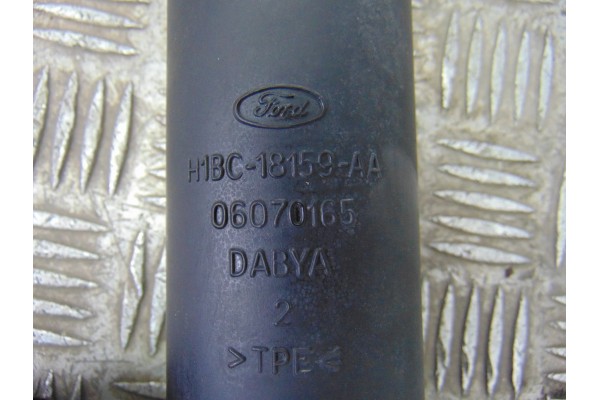 Ford
H1BC-18159-AA
06070165
DABYA
2
>TPE<